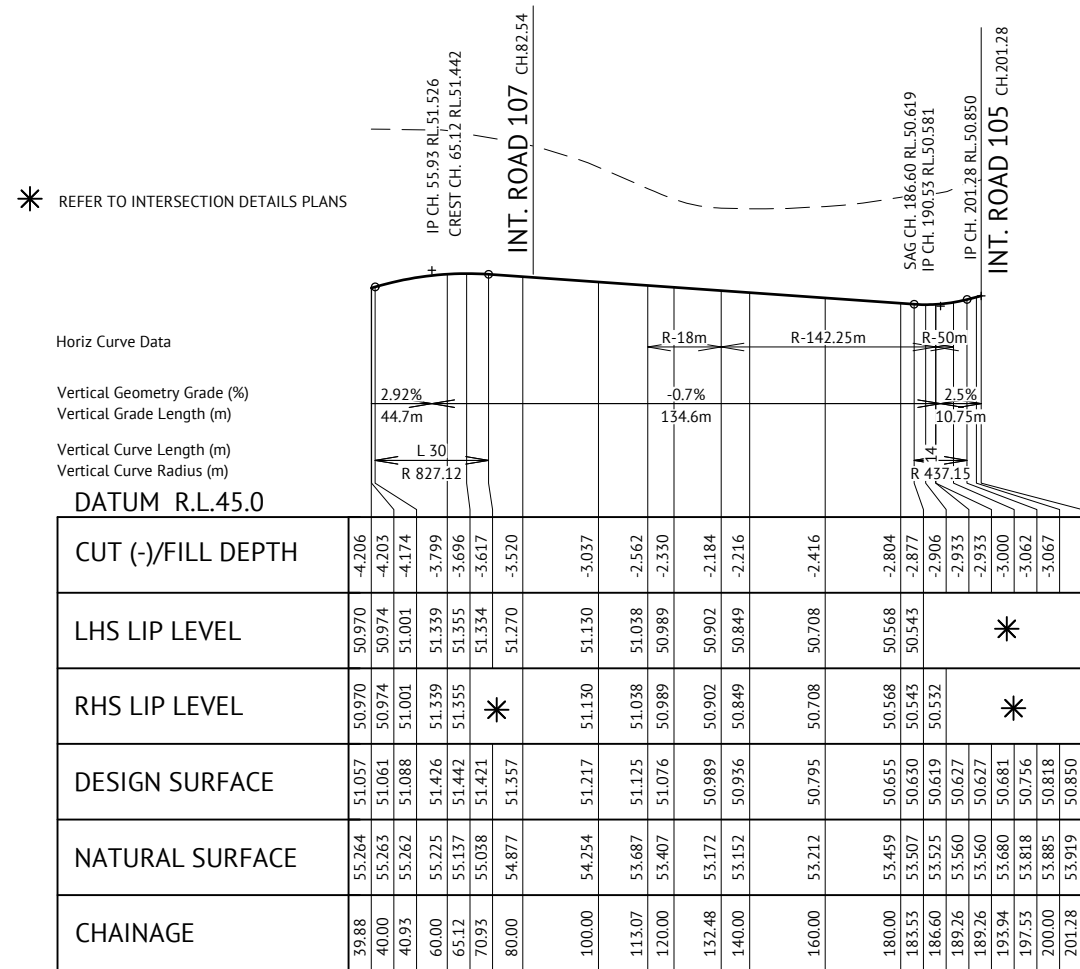 IP CH. 55.93 RL.51.526
CREST CH. 65.12 RL.51.442
INT. ROAD 107 CH.82.54
SAG CH. 186.60 RL.50.619
IP CH. 190.53 RL.50.581
IP CH. 201.28 RL.50.850
INT. ROAD 105 CH.201.28
REFER TO INTERSECTION DETAILS PLANS
Horiz Curve Data R-18m R-142.25m R-50m
Vertical Geometry Grade (%) 2.92% -0.7% 2.5%
Vertical Grade Length (m) 44.7m 134.6m 10.75m
Vertical Curve Length (m) L 30 14
Vertical Curve Radius (m) R 827.12 R 437.15
DATUM R.L.45.0
CUT (-)/FILL DEPTH -4.206 -4.203 -4.174 -3.799 -3.696 -3.617 -3.520 -3.037 -2.562 -2.330 -2.184 -2.216 -2.416 -2.804 -2.877 -2.906 -2.933 -2.933 -3.000 -3.062 -3.067
LHS LIP LEVEL 50.970 50.974 51.001 51.339 51.355 51.334 51.270 51.130 51.038 50.989 50.902 50.849 50.708 50.568 50.543
RHS LIP LEVEL 50.970 50.974 51.001 51.339 51.355 51.130 51.038 50.989 50.902 50.849 50.708 50.568 50.543 50.532
DESIGN SURFACE 51.057 51.061 51.088 51.426 51.442 51.421 51.357 51.217 51.125 51.076 50.989 50.936 50.795 50.655 50.630 50.619 50.627 50.627 50.681 50.756 50.818 50.850
NATURAL SURFACE 55.264 55.263 55.262 55.225 55.137 55.038 54.877 54.254 53.687 53.407 53.172 53.152 53.212 53.459 53.507 53.525 53.560 53.560 53.680 53.818 53.885 53.919
CHAINAGE 39.88 40.00 40.93 60.00 65.12 70.93 80.00 100.00 113.07 120.00 132.48 140.00 160.00 180.00 183.53 186.60 189.26 189.26 193.94 197.53 200.00 201.28